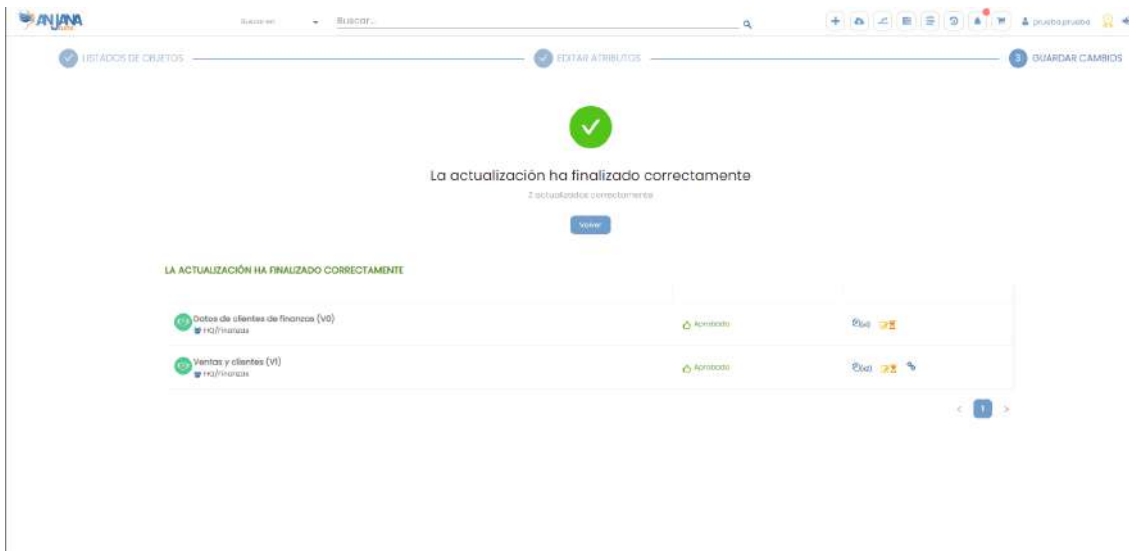 ANJANA
Buscar en
Buscar...
prueba prueba
LISTADOS DE OBJETOS
EDITAR ATRIBUTOS
3 GUARDAR CAMBIOS
La actualización ha finalizado correctamente
2 actualizados correctamente
Volver
LA ACTUALIZACIÓN HA FINALIZADO CORRECTAMENTE
Datos de clientes de finanzas (V0)
HQ/Finanzas
Aprobado
Ventas y clientes (V1)
HQ/Finanzas
Aprobado
< 1 >